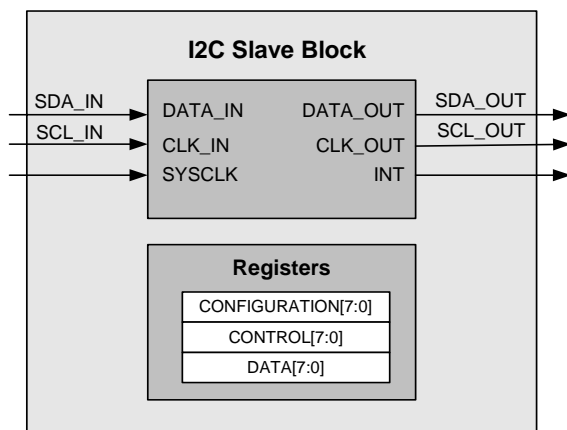 I2C Slave Block
SDA_IN
DATA_IN
DATA_OUT
SDA_OUT
SCL_IN
CLK_IN
CLK_OUT
SCL_OUT
SYSCLK
INT
Registers
CONFIGURATION[7:0]
CONTROL[7:0]
DATA[7:0]